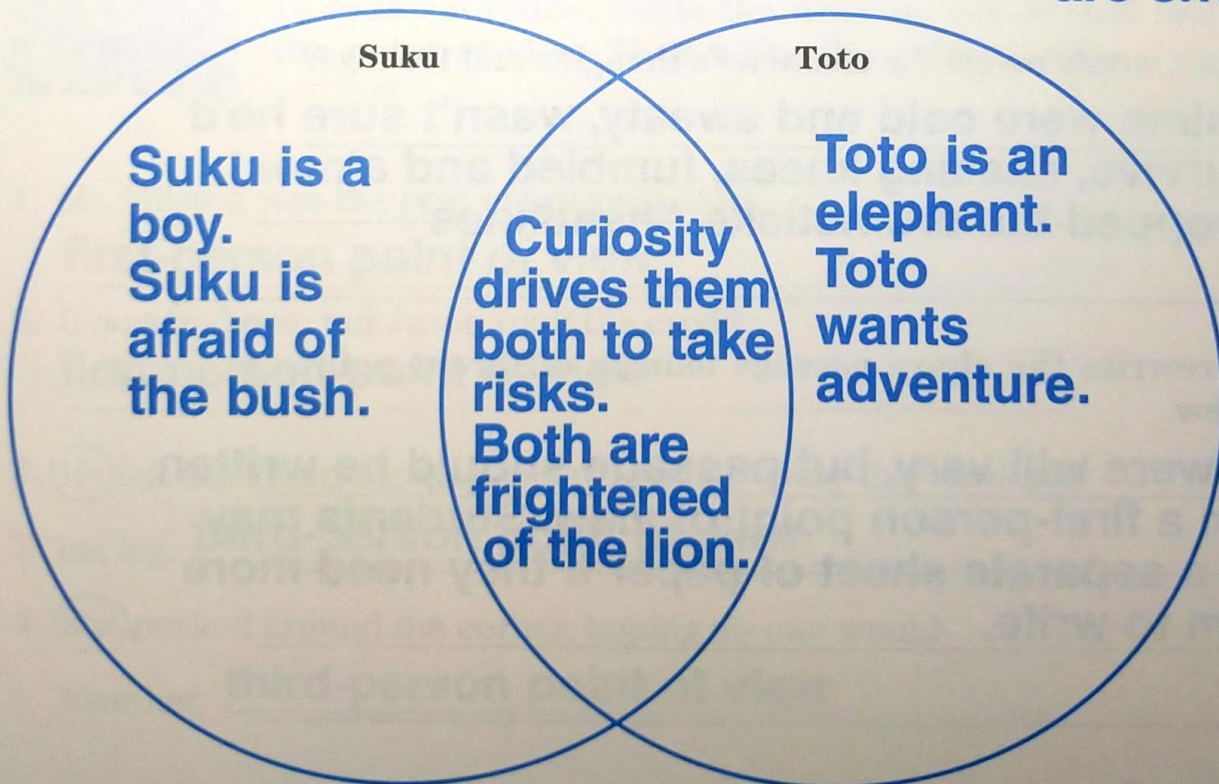 Suku
Toto
Suku is a
boy.
Suku is
afraid of
the bush.
Curiosity
drives them
both to take
risks.
Both are
frightened
of the lion.
Toto is an
elephant.
Toto
wants
adventure.